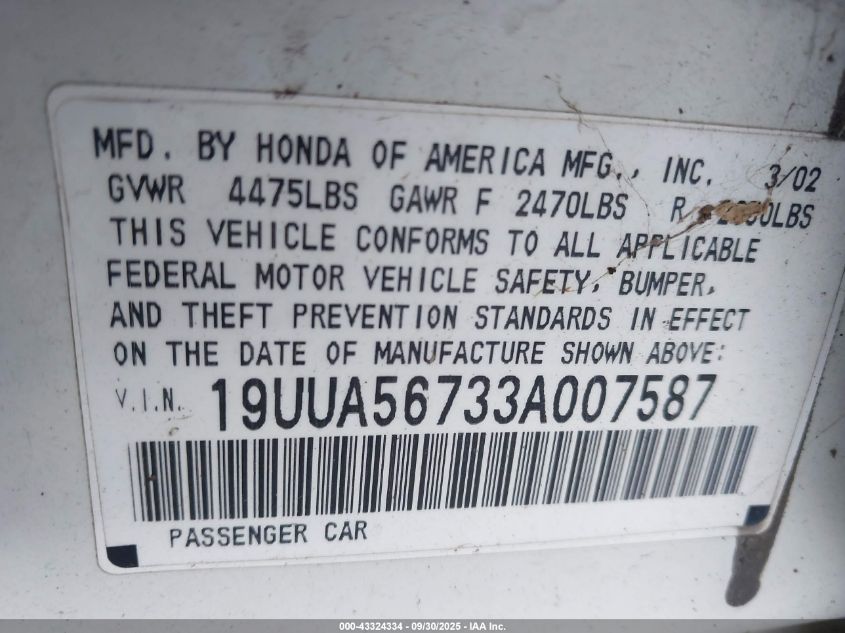 MFD. BY HONDA OF AMERICA MFG., INC. 3/02
GVWR 4475LBS GAWR F 2470LBS R
THIS VEHICLE CONFORMS TO ALL APPLICABLE
FEDERAL MOTOR VEHICLE SAFETY, BUMPER,
AND THEFT PREVENTION STANDARDS IN EFFECT
ON THE DATE OF MANUFACTURE SHOWN ABOVE:
V.I.N. 19UUA56733A007587
PASSENGER CAR
000-43324334 - 09/30/2025 - IAA Inc.